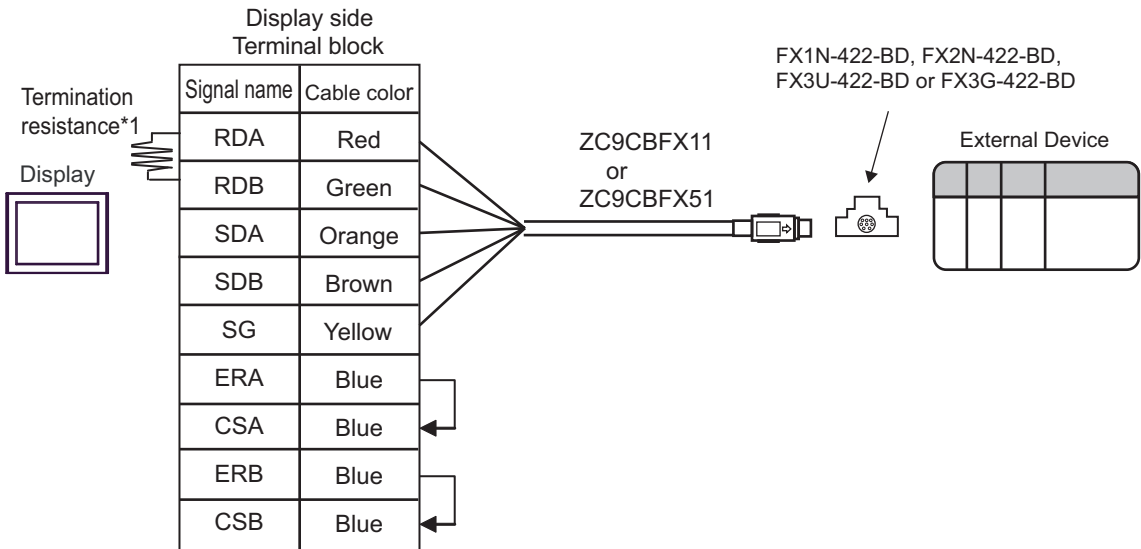 Display side
Terminal block
Signal name Cable color
RDA Red
RDB Green
SDA Orange
SDB Brown
SG Yellow
ERA Blue
CSA Blue
ERB Blue
CSB Blue
Termination
resistance*1
Display
ZC9CBFX11
or
ZC9CBFX51
FX1N-422-BD, FX2N-422-BD,
FX3U-422-BD or FX3G-422-BD
External Device